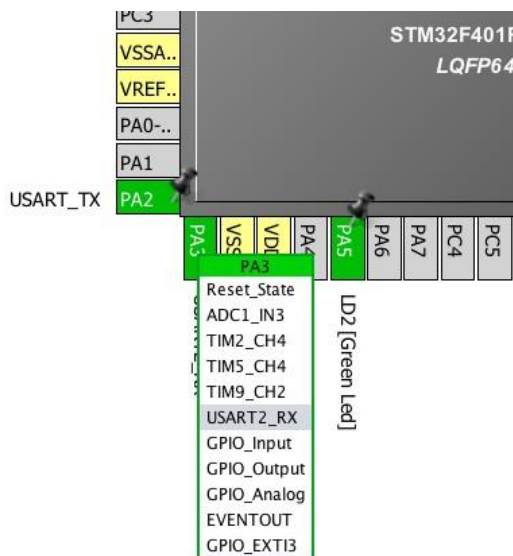 PC3
STM32F401R
LQFP64
VSSA..
VREF..
PA0-..
PA1
USART_TX PA2
PA3 VSS VDD PA4 PA5 PA6 PA7 PC4 PC5
LD2 [Green Led]
PA3
Reset_State
ADC1_IN3
TIM2_CH4
TIM5_CH4
TIM9_CH2
USART2_RX
GPIO_Input
GPIO_Output
GPIO_Analog
EVENTOUT
GPIO_EXTI3